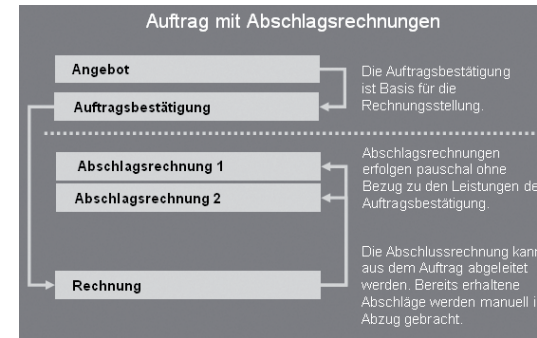 Auftrag mit Abschlagsrechnungen
Angebot
Die Auftragsbestätigung
ist Basis für die
Rechnungsstellung.
Auftragsbestätigung
Abschlagsrechnungen
erfolgen pauschal ohne
Bezug zu den Leistungen de
Auftragsbestätigung.
Abschlagsrechnung 1
Abschlagsrechnung 2
Die Abschlussrechnung kann
aus dem Auftrag abgeleitet
werden. Bereits erhaltene
Abschläge werden manuell i
Abzug gebracht.
Rechnung